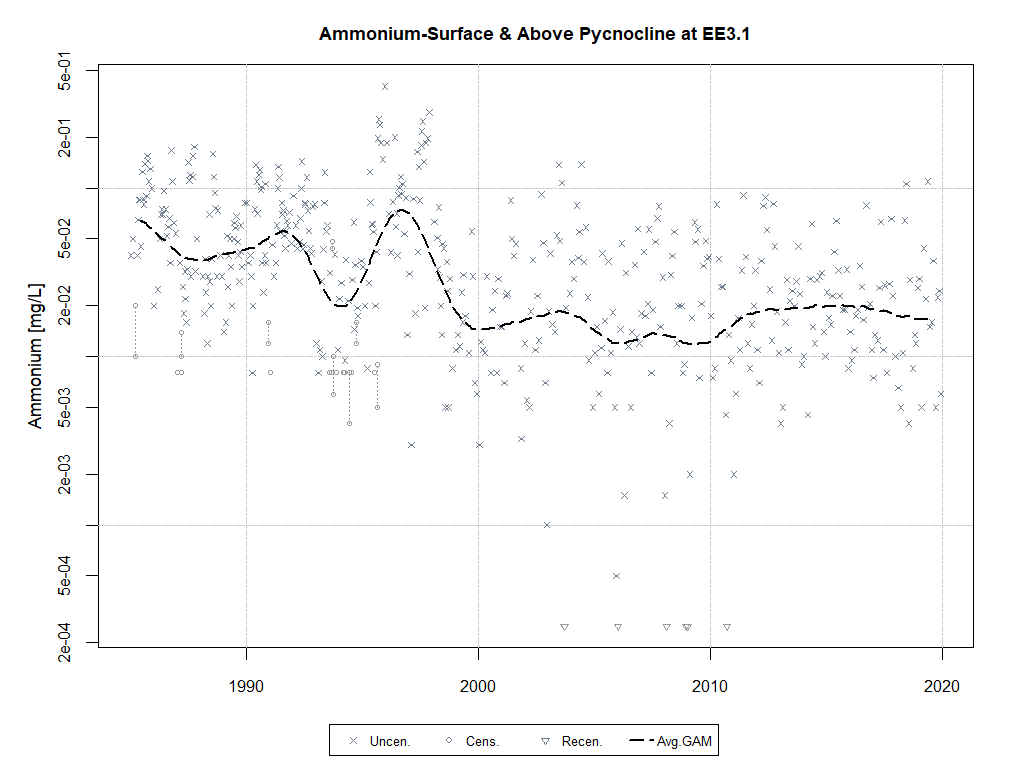 Ammonium-Surface & Above Pycnocline at EE3.1
Ammonium [mg/L]
5e-01
2e-01
5e-02
2e-02
5e-03
2e-03
5e-04
2e-04
1990 2000 2010 2020
Uncen. Cens. Recen. Avg.GAM